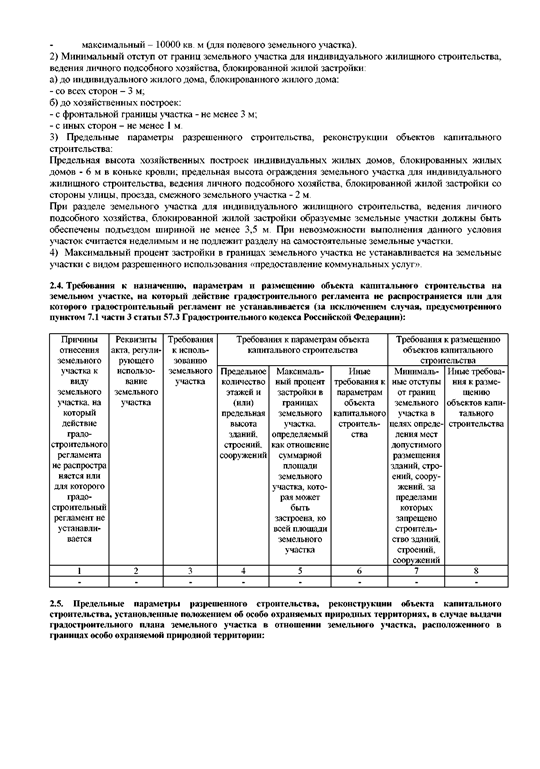 - максимальный – 10000 кв. м (для полевого земельного участка).
2) Минимальный отступ от границ земельного участка для индивидуального жилищного строительства,
ведения личного подсобного хозяйства, блокированной жилой застройки:
а) до индивидуального жилого дома, блокированного жилого дома:
- со всех сторон – 3 м;
б) до хозяйственных построек:
- с фронтальной границы участка - не менее 3 м;
- с иных сторон – не менее 1 м.
3) Предельные параметры разрешенного строительства, реконструкции объектов капитального
строительства:
Предельная высота хозяйственных построек индивидуальных жилых домов, блокированных жилых
домов - 6 м в коньке кровли; предельная высота ограждения земельного участка для индивидуального
жилищного строительства, ведения личного подсобного хозяйства, блокированной жилой застройки со
стороны улицы, проезда, смежного земельного участка - 2 м.
При разделе земельного участка для индивидуального жилищного строительства, ведения личного
подсобного хозяйства, блокированной жилой застройки образуемые земельные участки должны быть
обеспечены подъездом шириной не менее 3,5 м. При невозможности выполнения данного условия
участок считается неделимым и не подлежит разделу на самостоятельные земельные участки.
4) Максимальный процент застройки в границах земельного участка не устанавливается на земельные
участки с видом разрешенного использования «предоставление коммунальных услуг».
2.4. Требования к назначению, параметрам и размещению объекта капитального строительства на
земельном участке, на который действие градостроительного регламента не распространяется или для
которого градостроительный регламент не устанавливается (за исключением случая, предусмотренного
пунктом 7.1 части 3 статьи 57.3 Градостроительного кодекса Российской Федерации):
Причины
отнесения
земельного
участка к
виду
земельного
участка, на
который
действие
градо-
строительного
регламента
не распростра
няется или
для которого
градо-
строительный
регламент не
устанавли-
вается
Реквизиты
акта, регули-
рующего
использо-
вание
земельного
участка
Требования
к исполь-
зованию
земельного
участка
Требования к параметрам объекта
капитального строительства
Требования к размещению
объектов капитального
строительства
Предельное
количество
этажей и
(или)
предельная
высота
зданий,
строений,
сооружений
Максималь-
ный процент
застройки в
границах
земельного
участка,
определяемый
как отношение
суммарной
площади
земельного
участка, кото-
рая может
быть
застроена, ко
всей площади
земельного
участка
Иные
требования к
параметрам
объекта
капитального
строитель-
ства
Минималь-
ные отступы
от границ
земельного
участка в
целях опреде-
ления мест
допустимого
размещения
зданий, стро-
ений, соору-
жений, за
пределами
которых
запрещено
строитель-
ство зданий,
строений,
сооружений
Иные требова-
ния к разме-
щению
объектов капи-
тального
строительства
1 2 3 4 5 6 7 8
- - - - - - - -
2.5. Предельные параметры разрешенного строительства, реконструкции объекта капитального
строительства, установленные положением об особо охраняемых природных территориях, в случае выдачи
градостроительного плана земельного участка в отношении земельного участка, расположенного в
границах особо охраняемой природной территории: